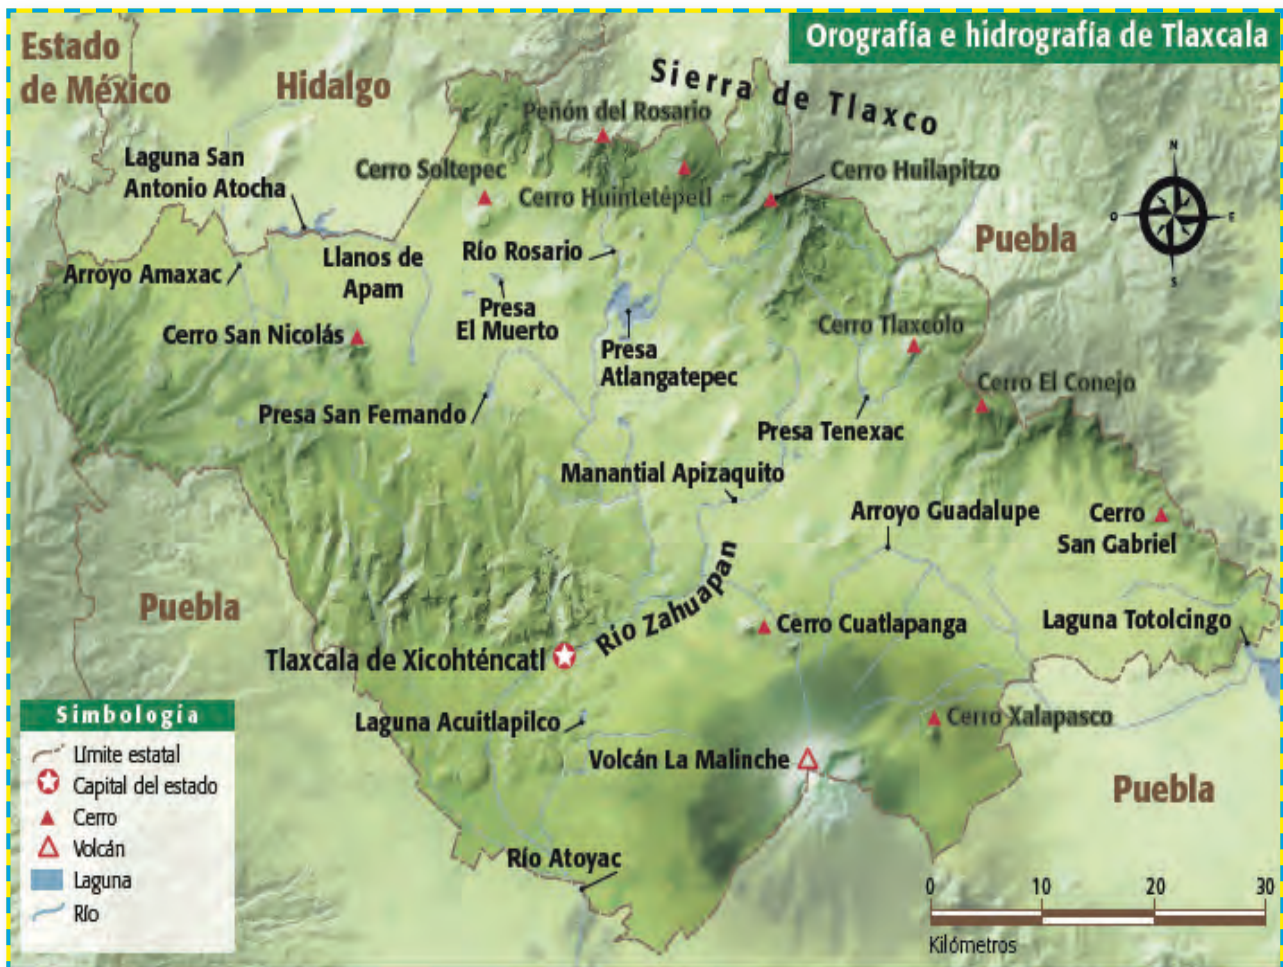 Orografía e hidrografía de Tlaxcala
Estado
de México
Hidalgo
Sierra de Tlaxco
Peñón del Rosario
Laguna San
Antonio Atocha
Cerro Soltepec
Cerro Huintetépetl
Cerro Huilapitzo
N
O
E
S
Puebla
Arroyo Amaxac
Llanos de
Apam
Río Rosario
Presa
El Muerto
Cerro San Nicolás
Presa
Atlangatepec
Cerro Tlaxcolo
Cerro El Conejo
Presa San Fernando
Presa Tenexac
Manantial Apizaquito
Arroyo Guadalupe
Cerro
San Gabriel
Puebla
Río Zahuapan
Cerro Cuatlapanga
Laguna Totolcingo
Tlaxcala de Xicohténcatl
Laguna Acuitlapilco
Cerro Xalapasco
Volcán La Malinche
Puebla
Río Atoyac
Simbología
Límite estatal
Capital del estado
Cerro
Volcán
Laguna
Río
0 10 20 30
Kilómetros